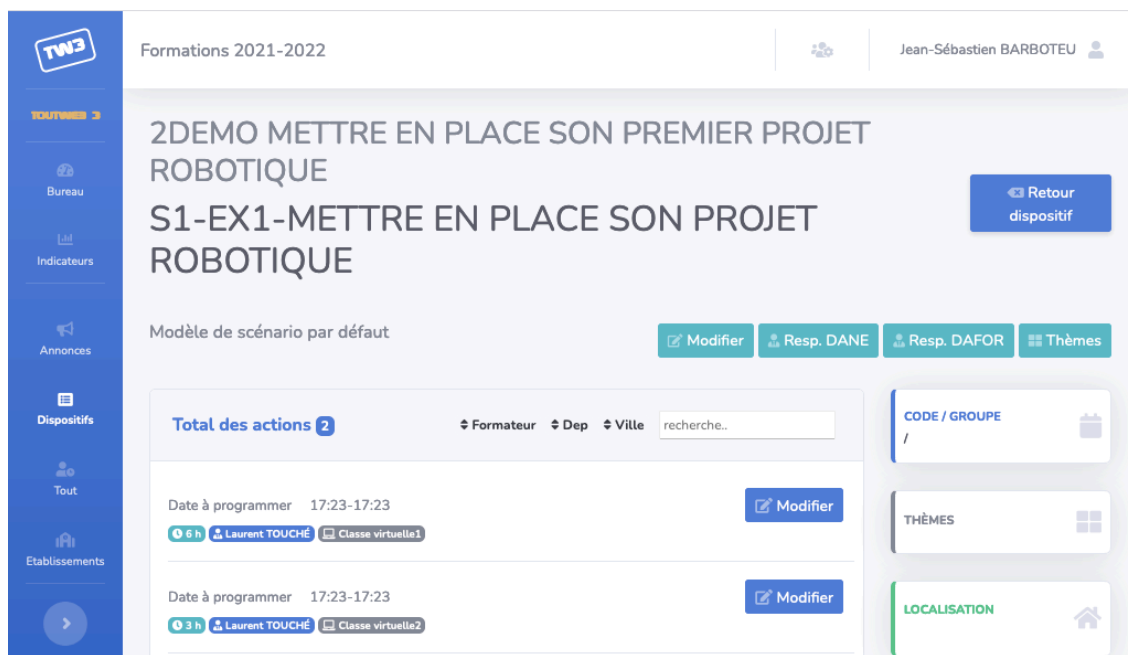 TW3
Formations 2021-2022
Jean-Sébastien BARBOTEU
TOUTWEB 3
Bureau
Indicateurs
Annonces
Dispositifs
Tout
Etablissements
2DEMO METTRE EN PLACE SON PREMIER PROJET
ROBOTIQUE
S1-EX1-METTRE EN PLACE SON PROJET
ROBOTIQUE
Retour
dispositif
Modèle de scénario par défaut
Modifier
Resp. DANE
Resp. DAFOR
Thèmes
Total des actions 2
Formateur Dep Ville recherche..
Date à programmer 17:23-17:23
Modifier
6 h Laurent TOUCHÉ Classe virtuelle1
Date à programmer 17:23-17:23
Modifier
3 h Laurent TOUCHÉ Classe virtuelle2
CODE / GROUPE
/
THÈMES
LOCALISATION